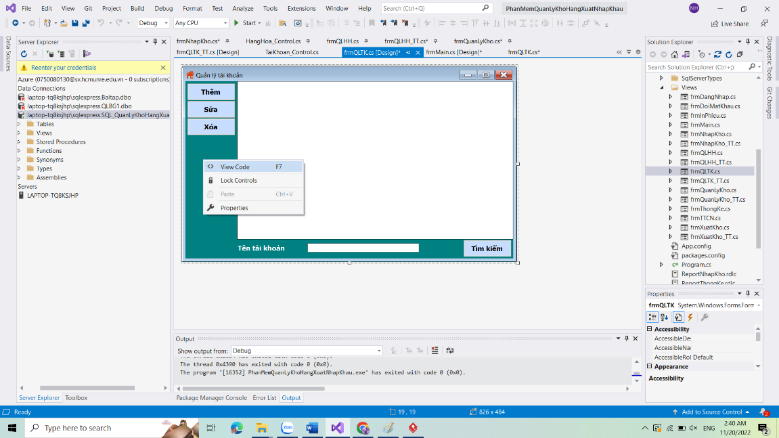 File Edit View Git Project Build Debug Format Test Analyze Tools Extensions Window Help Search (Ctrl+Q) PhanMemQuanLyKhoHangXuatNhapKhau
Debug Any CPU Start Live Share
Server Explorer
frmNhapKho.cs* HangHoa_Control.cs frmQLHH.cs frmQLHH_TT.cs* frmQuanLyKho.cs*
frmQLTK_TT.cs [Design] TaiKhoan_Control.cs frmQLTK.cs [Design]* frmMain.cs [Design]* frmQLTK.cs*
Reenter your credentials
Azure (0750080130@sv.hcmunre.edu.vn - 0 subscriptions)
Data Connections
laptop-tq8ksjhp\sqlexpress.Baitap.dbo
laptop-tq8ksjhp\sqlexpress.QLBG1.dbo
laptop-tq8ksjhp\sqlexpress.SQL_QuanLyKhoHangXua
Tables
Views
Stored Procedures
Functions
Synonyms
Types
Assemblies
Servers
LAPTOP-TQ8KSJHP
Server Explorer Toolbox
Data Sources
Quản lý tài khoản
Thêm
Sửa
Xóa
View Code F7
Lock Controls
Paste Ctrl+V
Properties
Tên tài khoản Tìm kiếm
Output
Show output from: Debug
The thread 0x4390 has exited with code 0 (0x0).
The program '[16352] PhanMemQuanLyKhoHangXuatNhapKhau.exe' has exited with code 0 (0x0).
Package Manager Console Error List Output
Solution Explorer
Search Solution Explorer (Ctrl+;)
SqlServerTypes
Views
frmDangNhap.cs
frmDoiMatKhau.cs
frmInPhieu.cs
frmMain.cs
frmNhapKho.cs
frmNhapKho_TT.cs
frmQLHH.cs
frmQLHH_TT.cs
frmQLTK.cs
frmQLTK_TT.cs
frmQuanLyKho.cs
frmQuanLyKho_TT.cs
frmThongKe.cs
frmTTCN.cs
frmXuatKho.cs
frmXuatKho_TT.cs
App.config
packages.config
Program.cs
ReportNhapKho.rdlc
ReportThongKe.rdlc
Properties
frmQLTK System.Windows.Forms.Form
Accessibility
AccessibleDe
AccessibleNa
AccessibleRol Default
Appearance
Accessibility
Diagnostic Tools
Git Changes
Ready 19 , 19 826 x 484 Add to Source Control
Type here to search
ENG 2:40 AM
11/20/2022